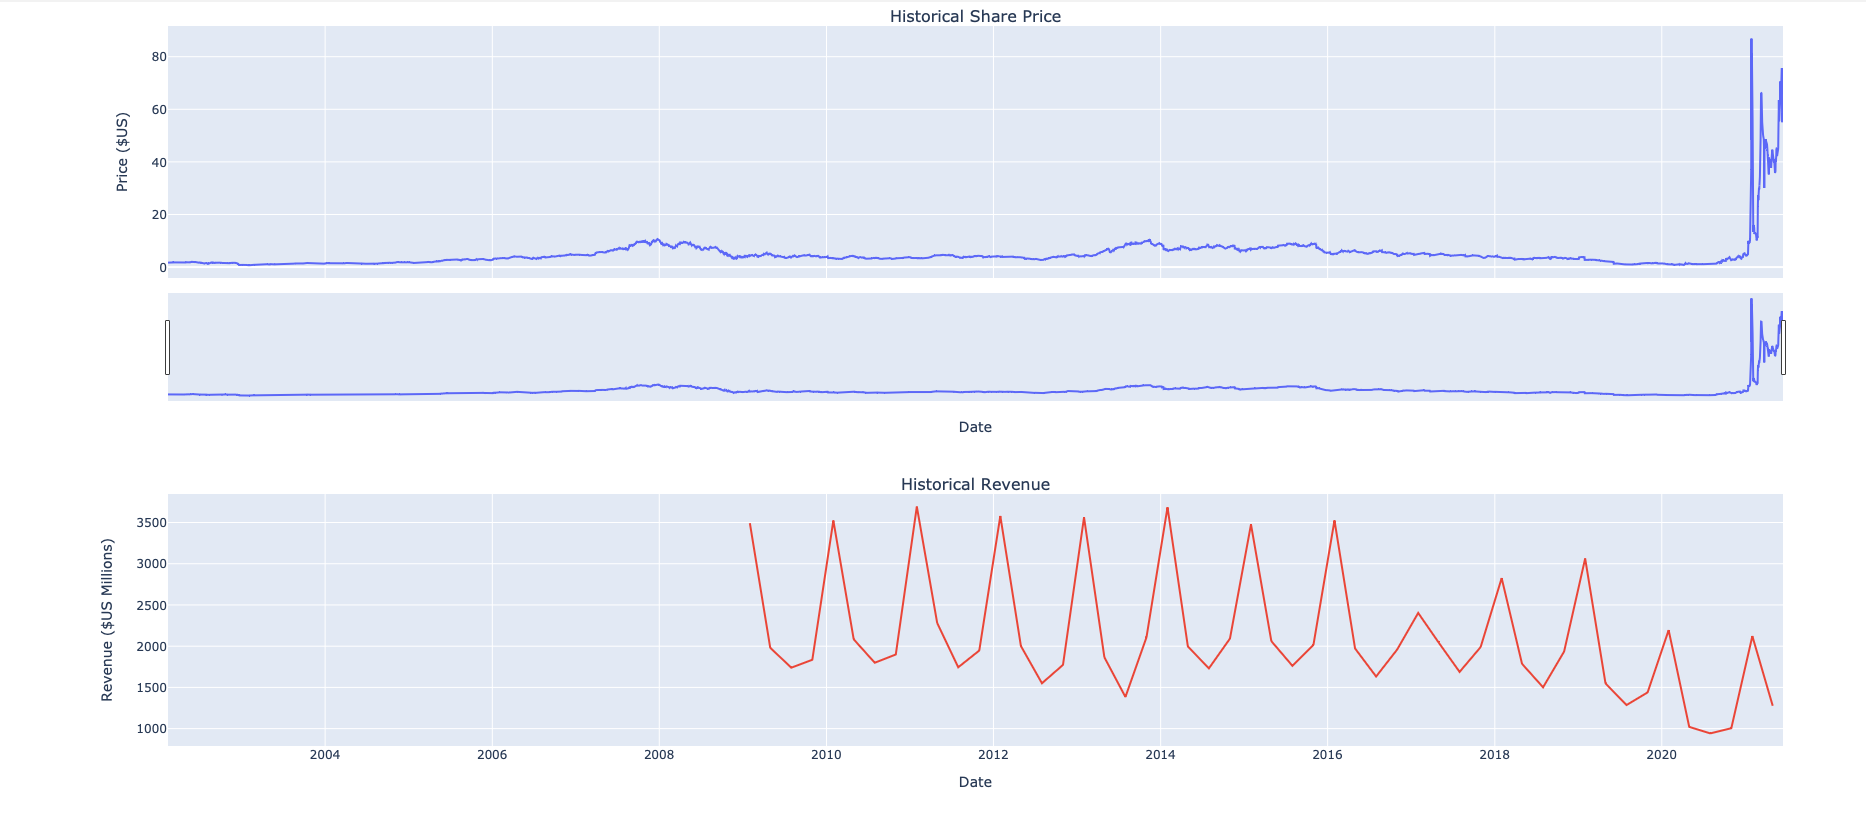 Historical Share Price
80
60
40
20
0
Price ($US)
Date
Historical Revenue
3500
3000
2500
2000
1500
1000
Revenue ($US Millions)
2004 2006 2008 2010 2012 2014 2016 2018 2020
Date